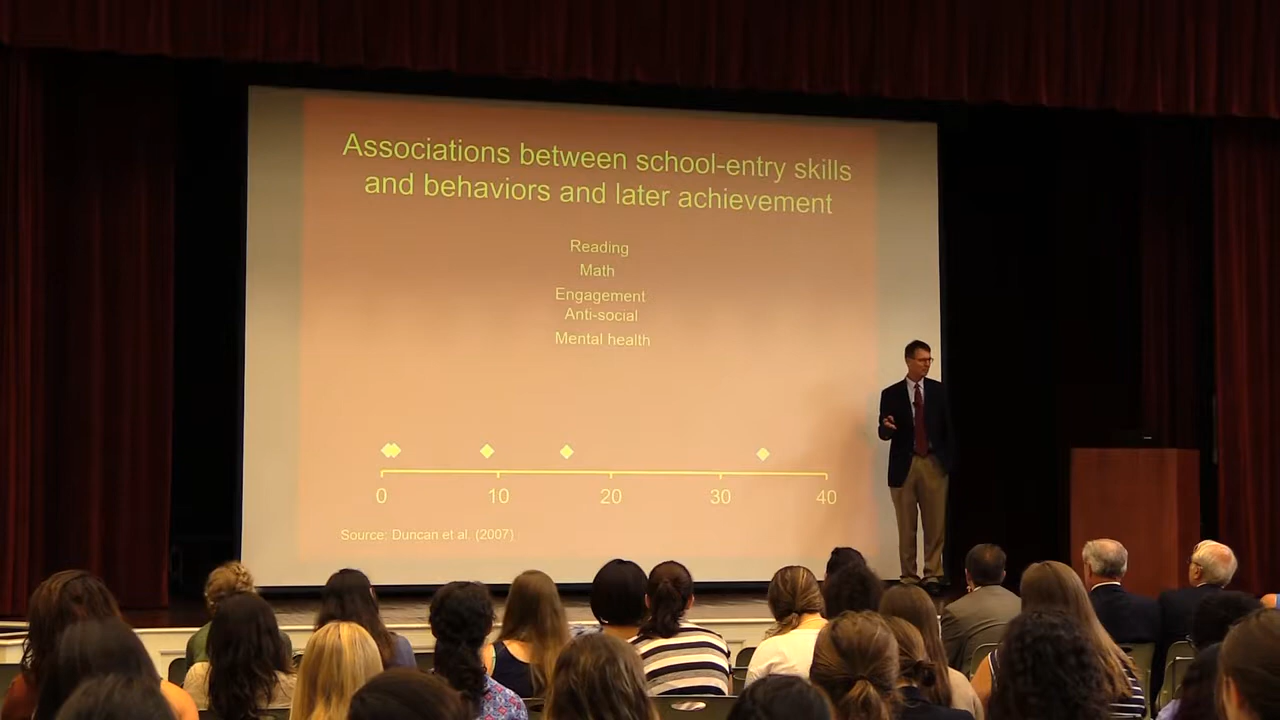 Associations between school-entry skills
and behaviors and later achievement
Reading
Math
Engagement
Anti-social
Mental health
0 10 20 30 40
Source: Duncan et al. (2007)